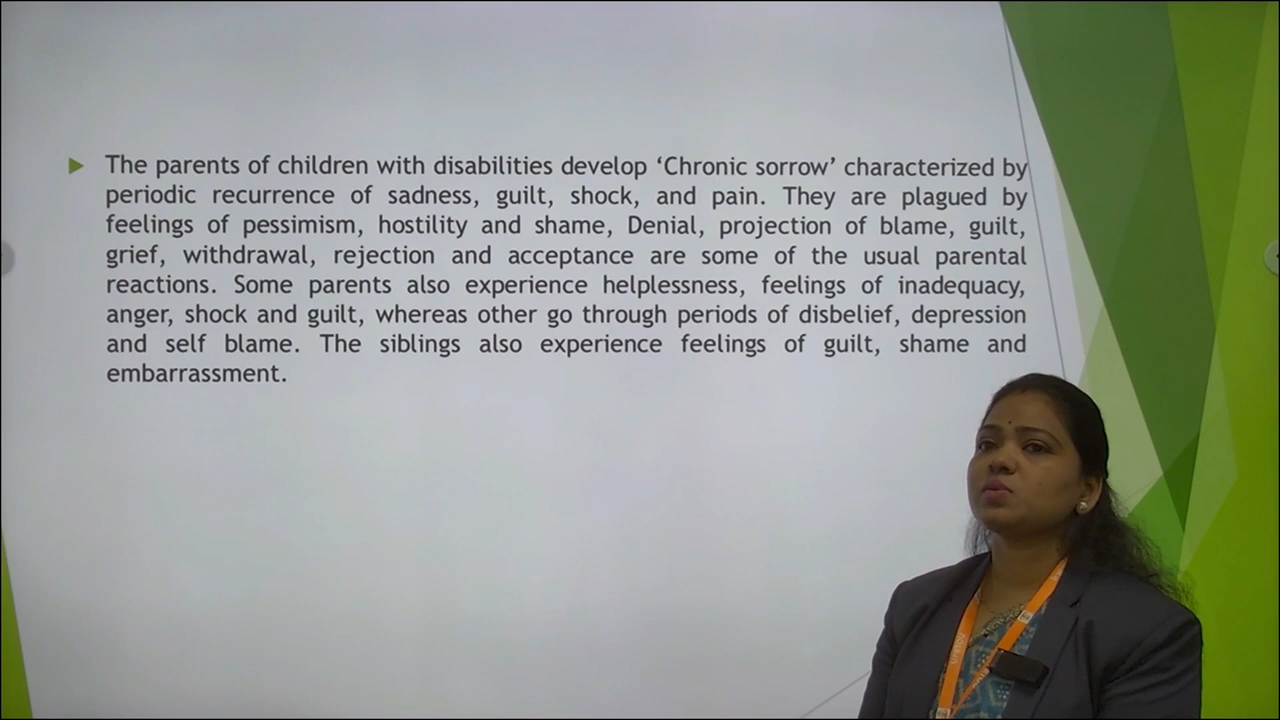 The parents of children with disabilities develop ‘Chronic sorrow’ characterized by
periodic recurrence of sadness, guilt, shock, and pain. They are plagued by
feelings of pessimism, hostility and shame, Denial, projection of blame, guilt,
grief, withdrawal, rejection and acceptance are some of the usual parental
reactions. Some parents also experience helplessness, feelings of inadequacy,
anger, shock and guilt, whereas other go through periods of disbelief, depression
and self blame. The siblings also experience feelings of guilt, shame and
embarrassment.